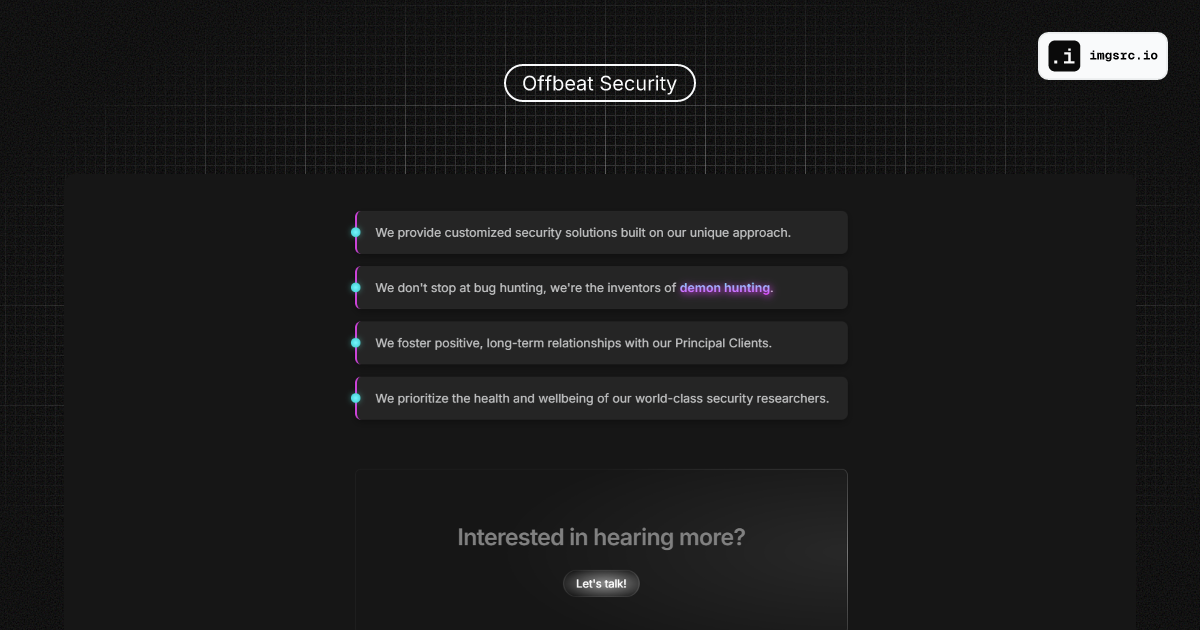 .i imgsrc.io
Offbeat Security
We provide customized security solutions built on our unique approach.
We don't stop at bug hunting, we're the inventors of demon hunting.
We foster positive, long-term relationships with our Principal Clients.
We prioritize the health and wellbeing of our world-class security researchers.
Interested in hearing more?
Let's talk!